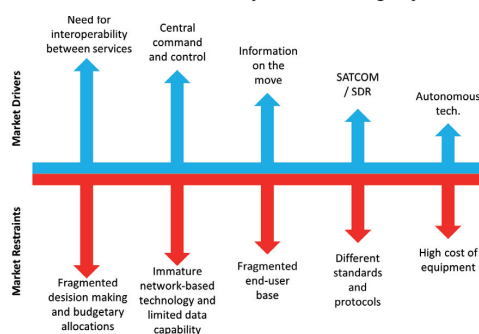 Need for
interoperability
between services
Central
command
and control
Information
on the
move
SATCOM
/ SDR
Autonomous
tech.
Market Drivers
Market Restraints
Fragmented
desision making
and budgetary
allocations
Immature
network-based
technology and
limited data
capability
Fragmented
end-user
base
Different
standards
and
protocols
High cost of
equipment